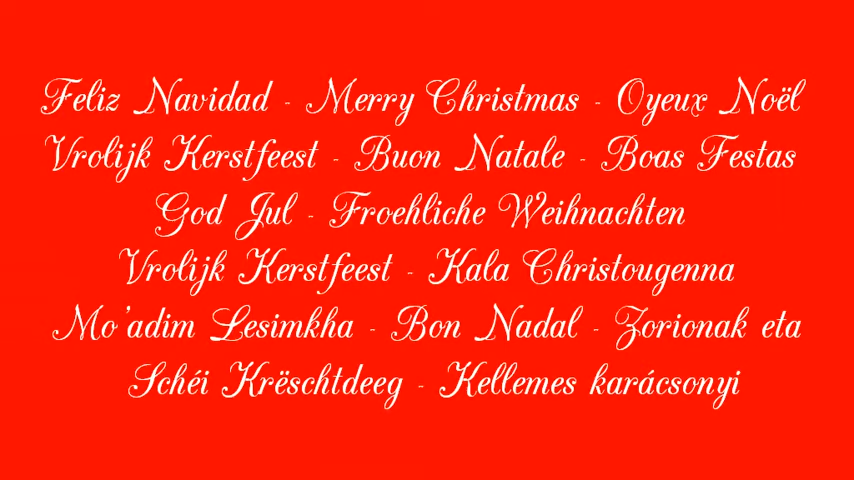 Feliz Navidad - Merry Christmas - Oyeux Noël
Vrolijk Kerstfeest - Buon Natale - Boas Festas
God Jul - Froehliche Weihnachten
Vrolijk Kerstfeest - Kala Christougenna
Mo'adim Lesimkha - Bon Nadal - Zorionak eta
Schéi Krëschtdeeg - Kellemes karácsonyi